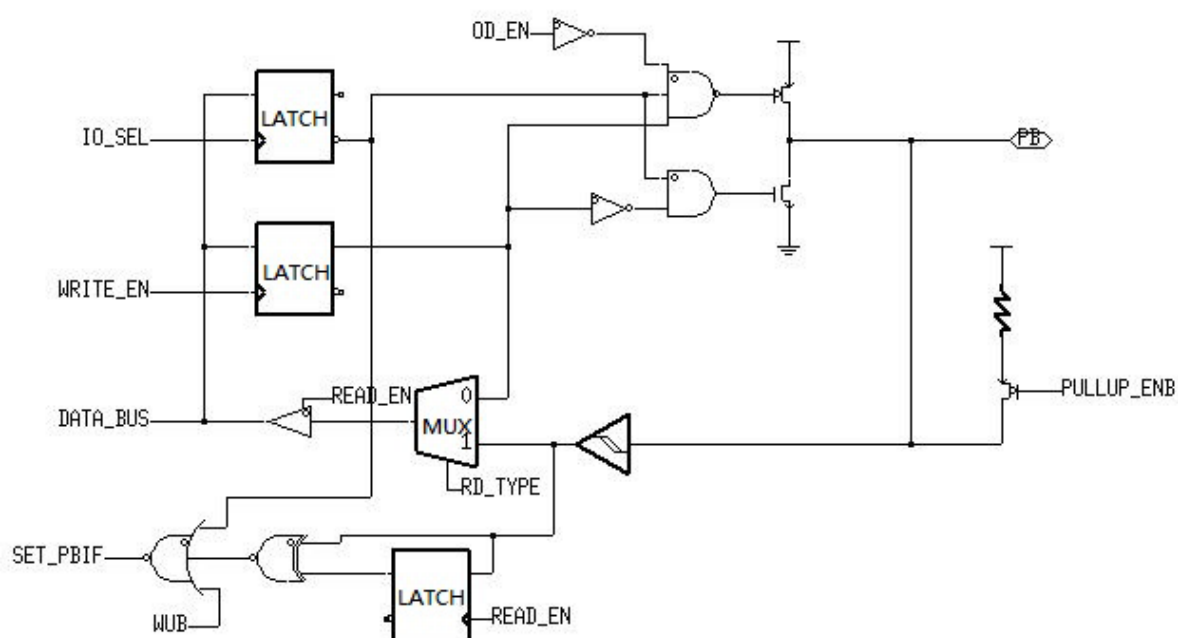 OD_EN
LATCH
IO_SEL
PB
LATCH
WRITE_EN
READ_EN
0
PULLUP_ENB
DATA_BUS
MUX
1
RD_TYPE
SET_PBIF
LATCH
READ_EN
WUB